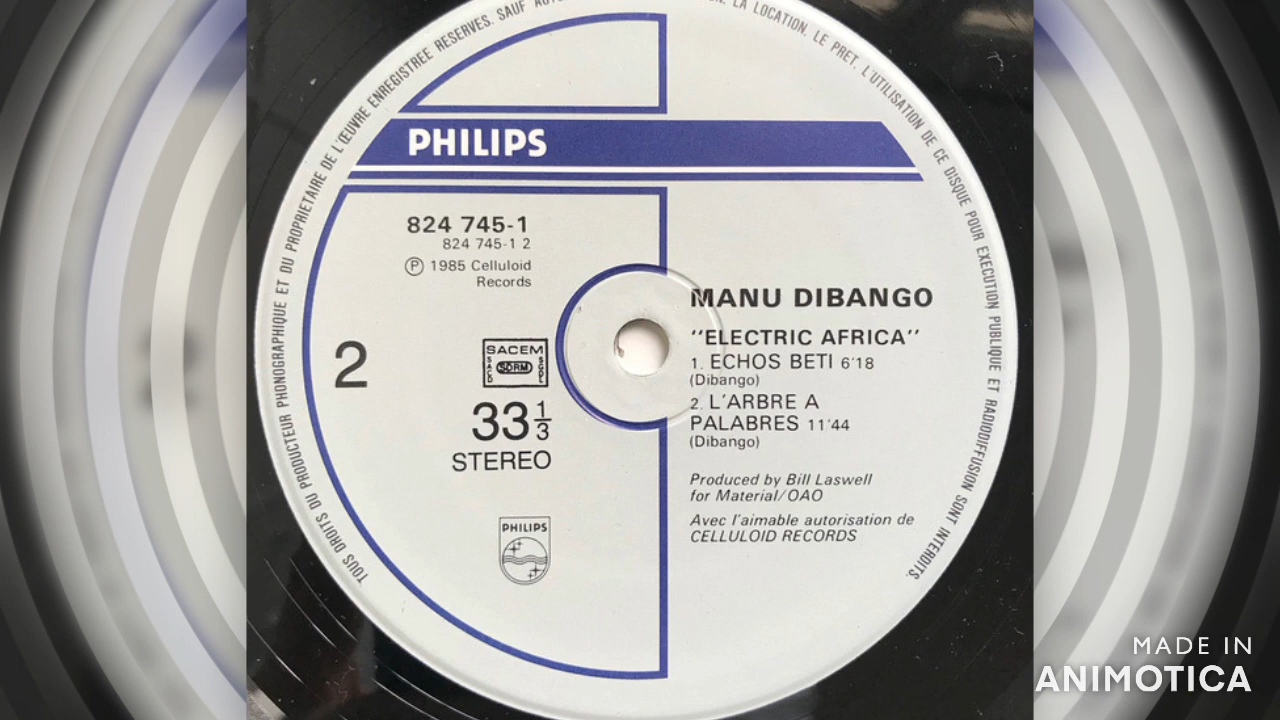 TOUS DROITS DU PRODUCTEUR PHONOGRAPHIQUE ET DU PROPRIETAIRE DE L'ŒUVRE ENREGISTREE RESERVES. SAUF
LA LOCATION. LE PRET. L'UTILISATION DE CE DISQUE POUR EXECUTION PUBLIQUE ET RADIODIFFUSION SONT INTERDITS.
PHILIPS
824 745-1
824 745-1 2
Ⓟ 1985 Celluloid
Records
2
SACEM
SACD SDRM SGDL
33 1/3
STEREO
PHILIPS
MANU DIBANGO
''ELECTRIC AFRICA''
1. ECHOS BETI 6'18
(Dibango)
2. L'ARBRE A
PALABRES 11'44
(Dibango)
Produced by Bill Laswell
for Material/OAO
Avec l'aimable autorisation de
CELLULOID RECORDS
MADE IN
ANIMOTICA